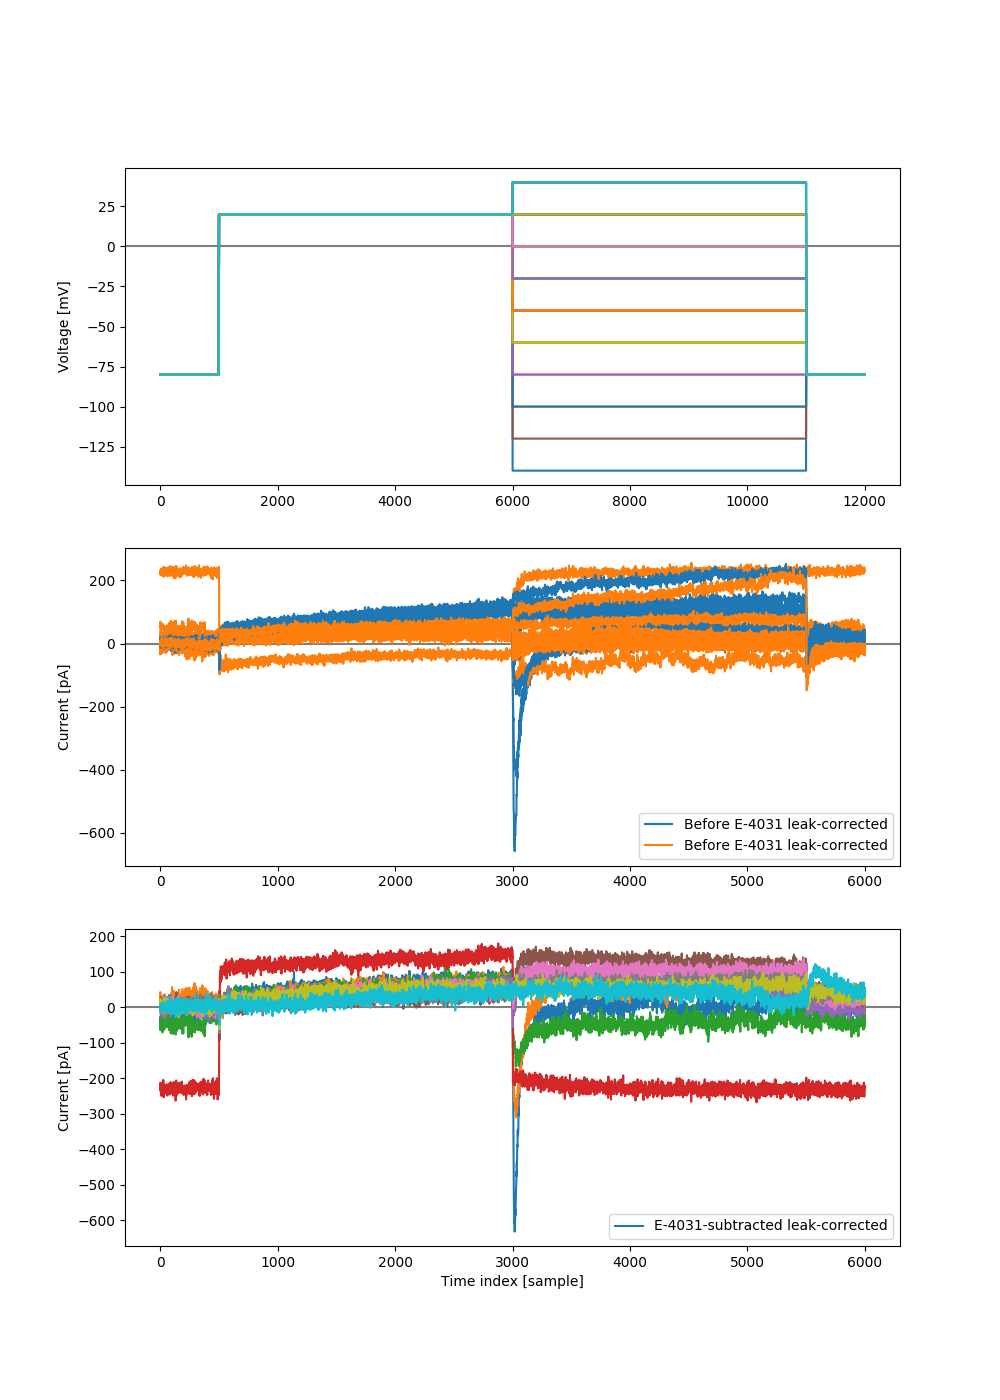 25
0
−25
−50
−75
−100
−125
Voltage [mV]
0 2000 4000 6000 8000 10000 12000
200
0
−200
−400
−600
Current [pA]
Before E-4031 leak-corrected
Before E-4031 leak-corrected
0 1000 2000 3000 4000 5000 6000
200
100
0
−100
−200
−300
−400
−500
−600
Current [pA]
E-4031-subtracted leak-corrected
0 1000 2000 3000 4000 5000 6000
Time index [sample]